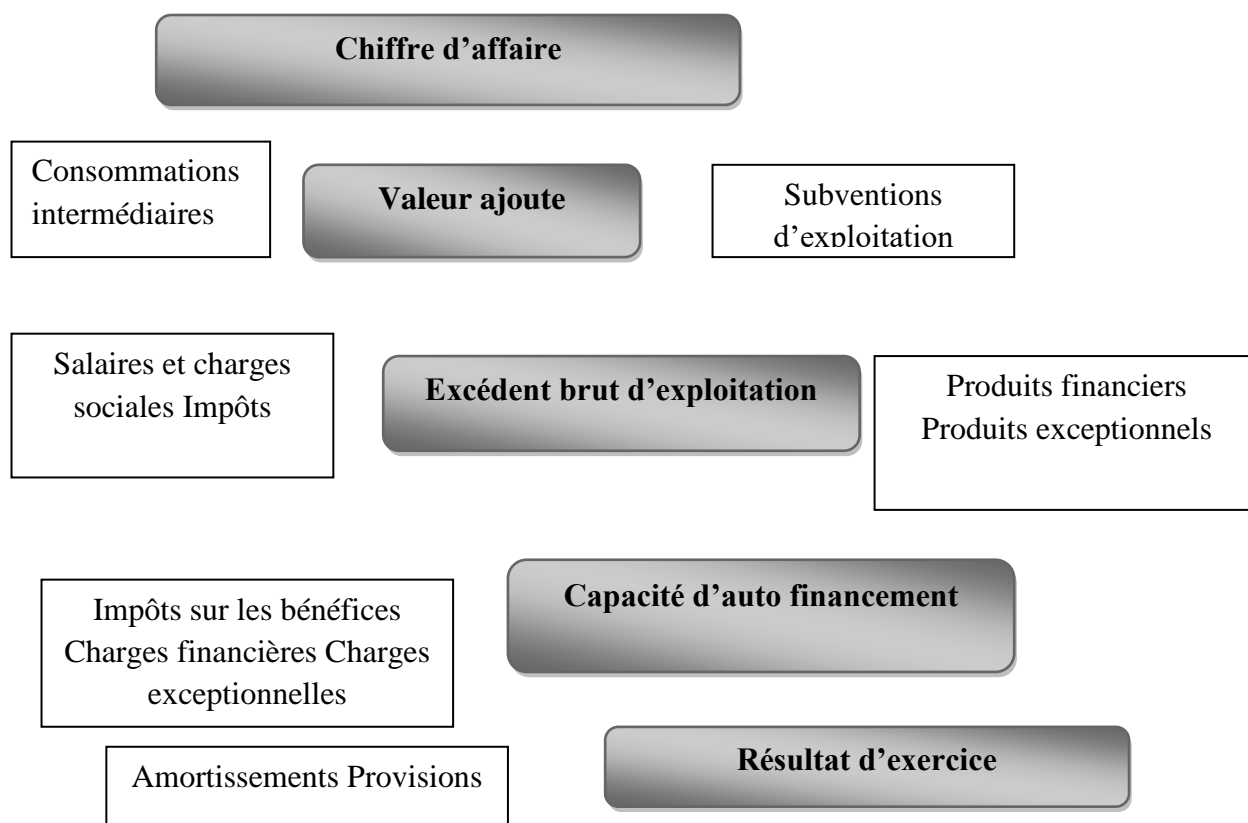 Chiffre d’affaire
Consommations
intermédiaires
Valeur ajoute
Subventions
d’exploitation
Salaires et charges
sociales Impôts
Excédent brut d’exploitation
Produits financiers
Produits exceptionnels
Capacité d’auto financement
Impôts sur les bénéfices
Charges financières Charges
exceptionnelles
Résultat d’exercice
Amortissements Provisions